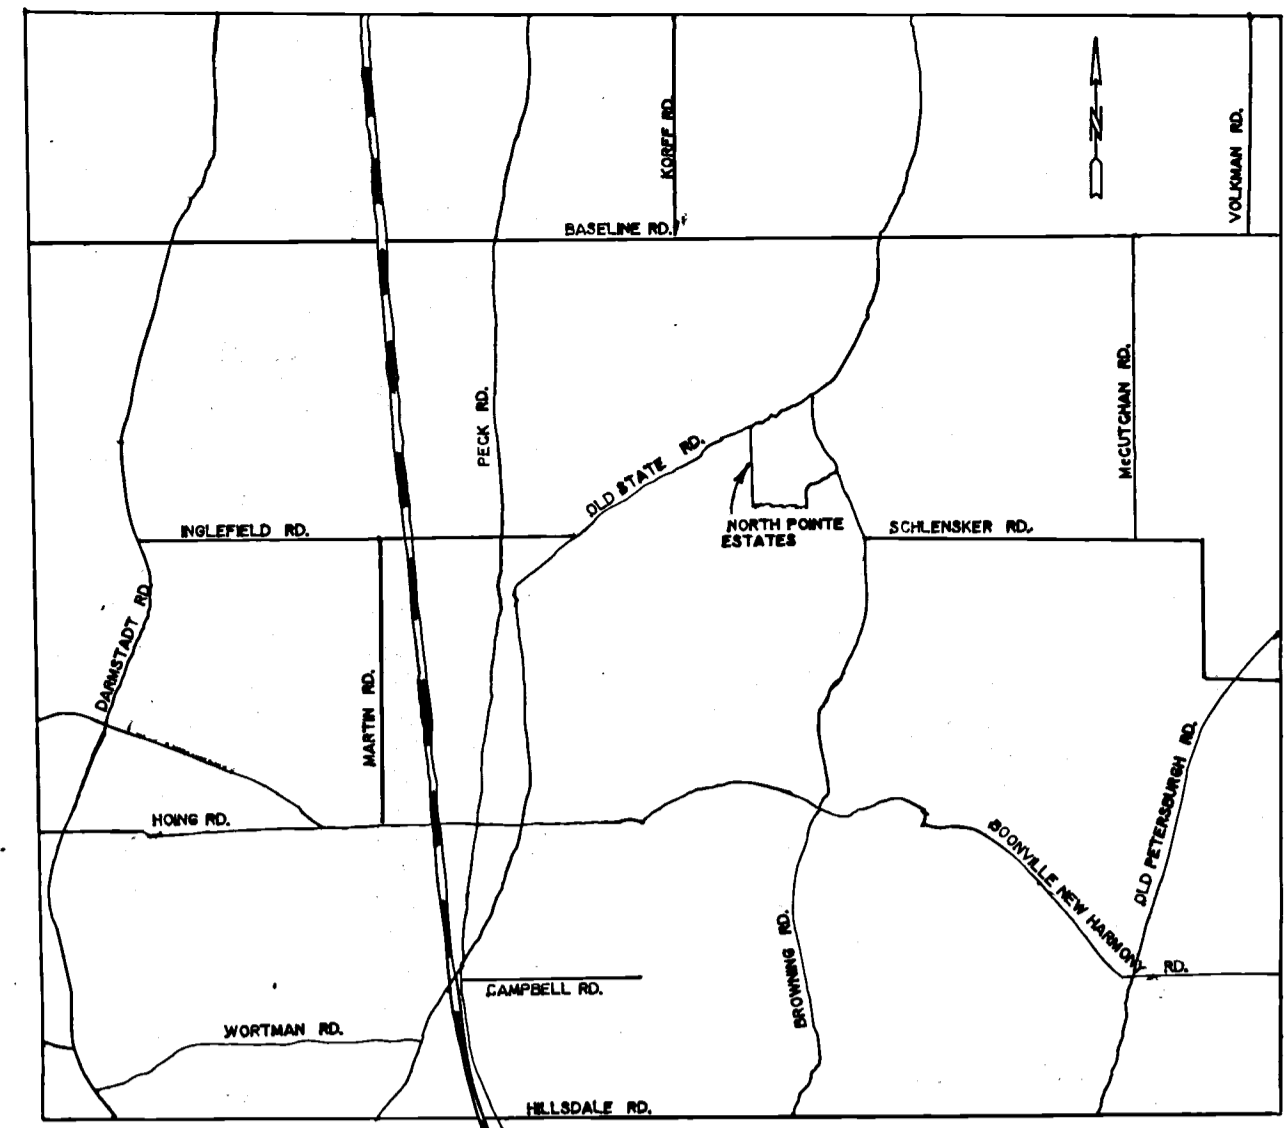 KORFF RD.
N
VOLKMAN RD.
BASELINE RD.
PECK RD.
McCUTCHAN RD.
OLD STATE RD.
INGLEFIELD RD.
NORTH POINTE
ESTATES
SCHLENSKER RD.
DARMSTADT RD
MARTIN RD.
OLD PETERSBURGH RD.
HOING RD.
BOONVILLE NEW HARMONY RD.
BROWNING RD.
CAMPBELL RD.
WORTMAN RD.
HILLSDALE RD.